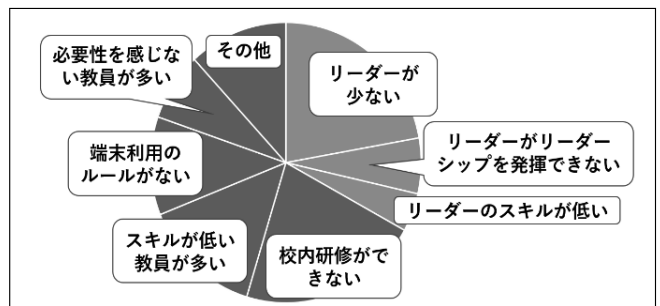 必要性を感じな
い教員が多い
その他
リーダーが
少ない
リーダーがリーダー
シップを発揮できない
リーダーのスキルが低い
校内研修がで
きない
スキルが低い
教員が多い
端末利用の
ルールがない